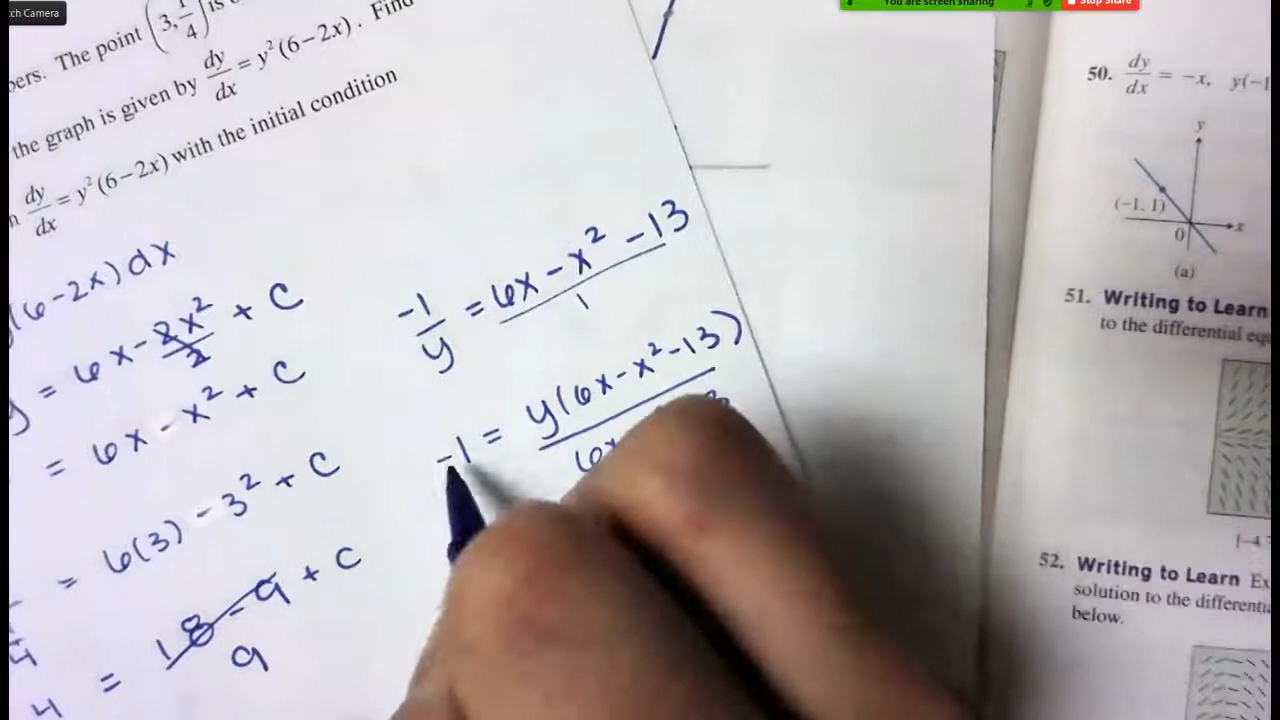 tch Camera
You are screen sharing
Stop Share
bers. The point (3, 1/4) is
the graph is given by dy/dx = y²(6−2x). Find
dy/dx = y²(6−2x) with the initial condition
(6-2x)dx
= 6x - 2x²/2 + C
= 6x - x² + C
= 6(3) - 3² + C
4 = 18 - 9 + C
9
-1/y = 6x - x² - 13
1
-1 = y(6x - x² - 13)
6x
50. dy/dx = −x, y(−1
y
(−1, 1)
0
x
(a)
51. Writing to Learn
to the differential equ
[−4,
52. Writing to Learn Ex
solution to the differentia
below.